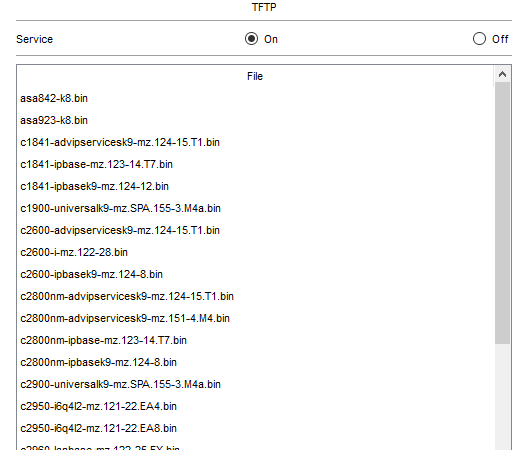 TFTP
Service On Off
File
asa842-k8.bin
asa923-k8.bin
c1841-advipservicesk9-mz.124-15.T1.bin
c1841-ipbase-mz.123-14.T7.bin
c1841-ipbasek9-mz.124-12.bin
c1900-universalk9-mz.SPA.155-3.M4a.bin
c2600-advipservicesk9-mz.124-15.T1.bin
c2600-i-mz.122-28.bin
c2600-ipbasek9-mz.124-8.bin
c2800nm-advipservicesk9-mz.124-15.T1.bin
c2800nm-advipservicesk9-mz.151-4.M4.bin
c2800nm-ipbase-mz.123-14.T7.bin
c2800nm-ipbasek9-mz.124-8.bin
c2900-universalk9-mz.SPA.155-3.M4a.bin
c2950-i6q4l2-mz.121-22.EA4.bin
c2950-i6q4l2-mz.121-22.EA8.bin